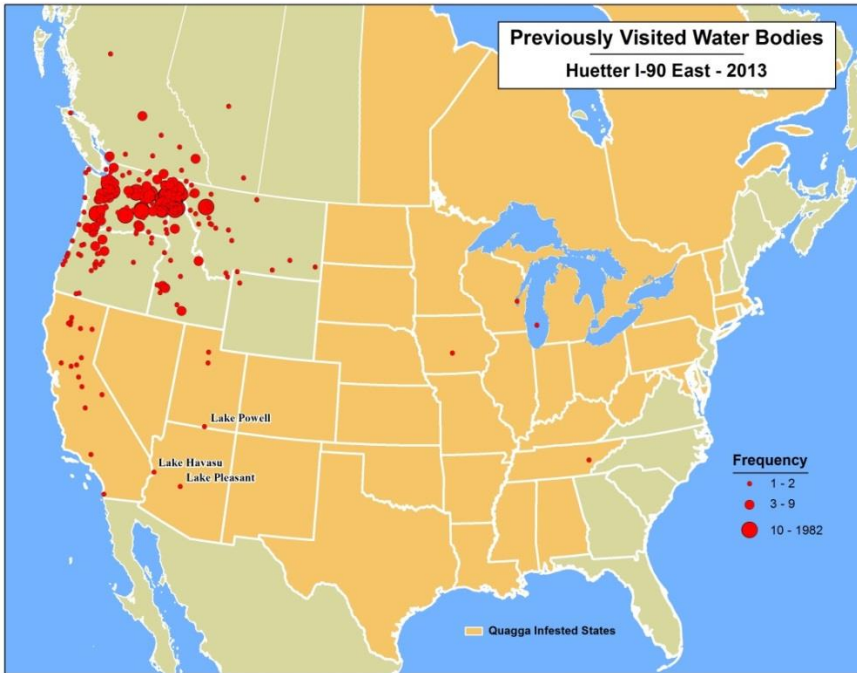 Previously Visited Water Bodies
Huetter I-90 East - 2013
Lake Powell
Lake Havasu
Lake Pleasant
Frequency
1 - 2
3 - 9
10 - 1982
Quagga Infested States